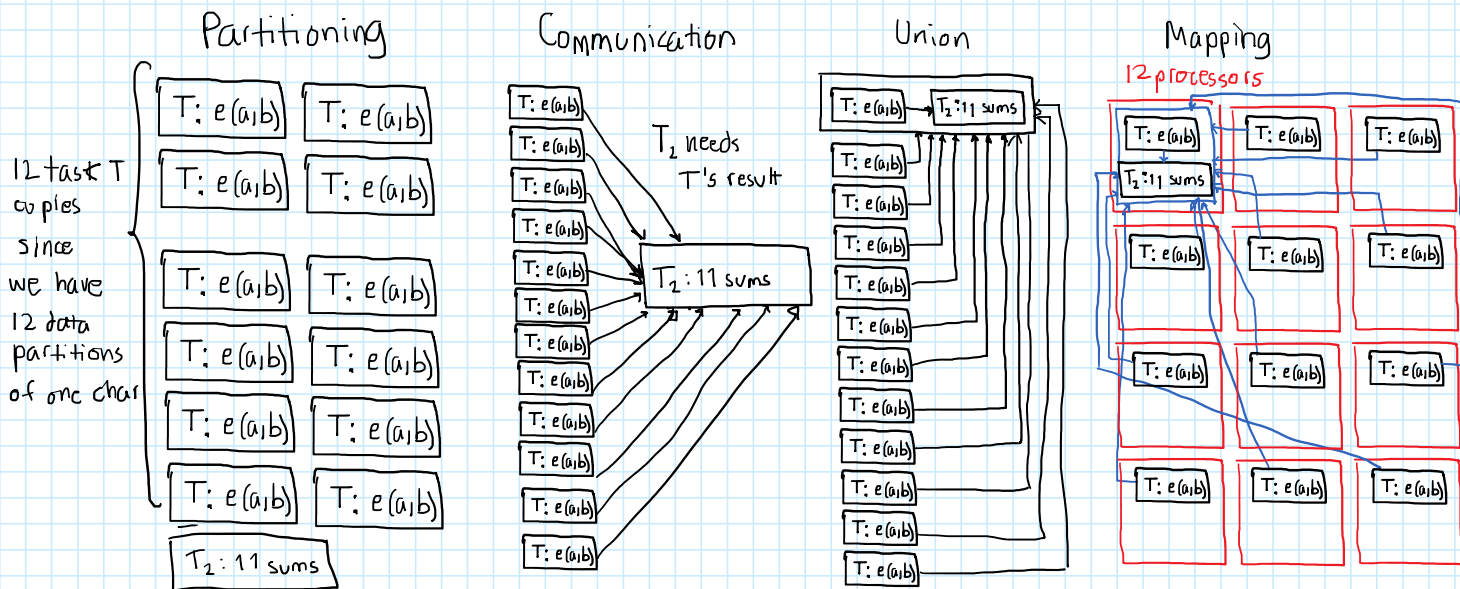 Partitioning
12 task T
copies
since
we have
12 data
partitions
of one char
T: e(a,b)
T: e(a,b)
T: e(a,b)
T: e(a,b)
T: e(a,b)
T: e(a,b)
T: e(a,b)
T: e(a,b)
T: e(a,b)
T: e(a,b)
T: e(a,b)
T: e(a,b)
T₂: 11 sums
Communication
T: e(a,b)
T: e(a,b)
T: e(a,b)
T: e(a,b)
T: e(a,b)
T: e(a,b)
T: e(a,b)
T: e(a,b)
T: e(a,b)
T: e(a,b)
T: e(a,b)
T: e(a,b)
T₂ needs
T's result
T₂: 11 sums
Union
T: e(a,b)
T₂: 11 sums
T: e(a,b)
T: e(a,b)
T: e(a,b)
T: e(a,b)
T: e(a,b)
T: e(a,b)
T: e(a,b)
T: e(a,b)
T: e(a,b)
T: e(a,b)
T: e(a,b)
Mapping
12 processors
T: e(a,b)
T: e(a,b)
T: e(a,b)
T₂: 11 sums
T: e(a,b)
T: e(a,b)
T: e(a,b)
T: e(a,b)
T: e(a,b)
T: e(a,b)
T: e(a,b)
T: e(a,b)
T: e(a,b)